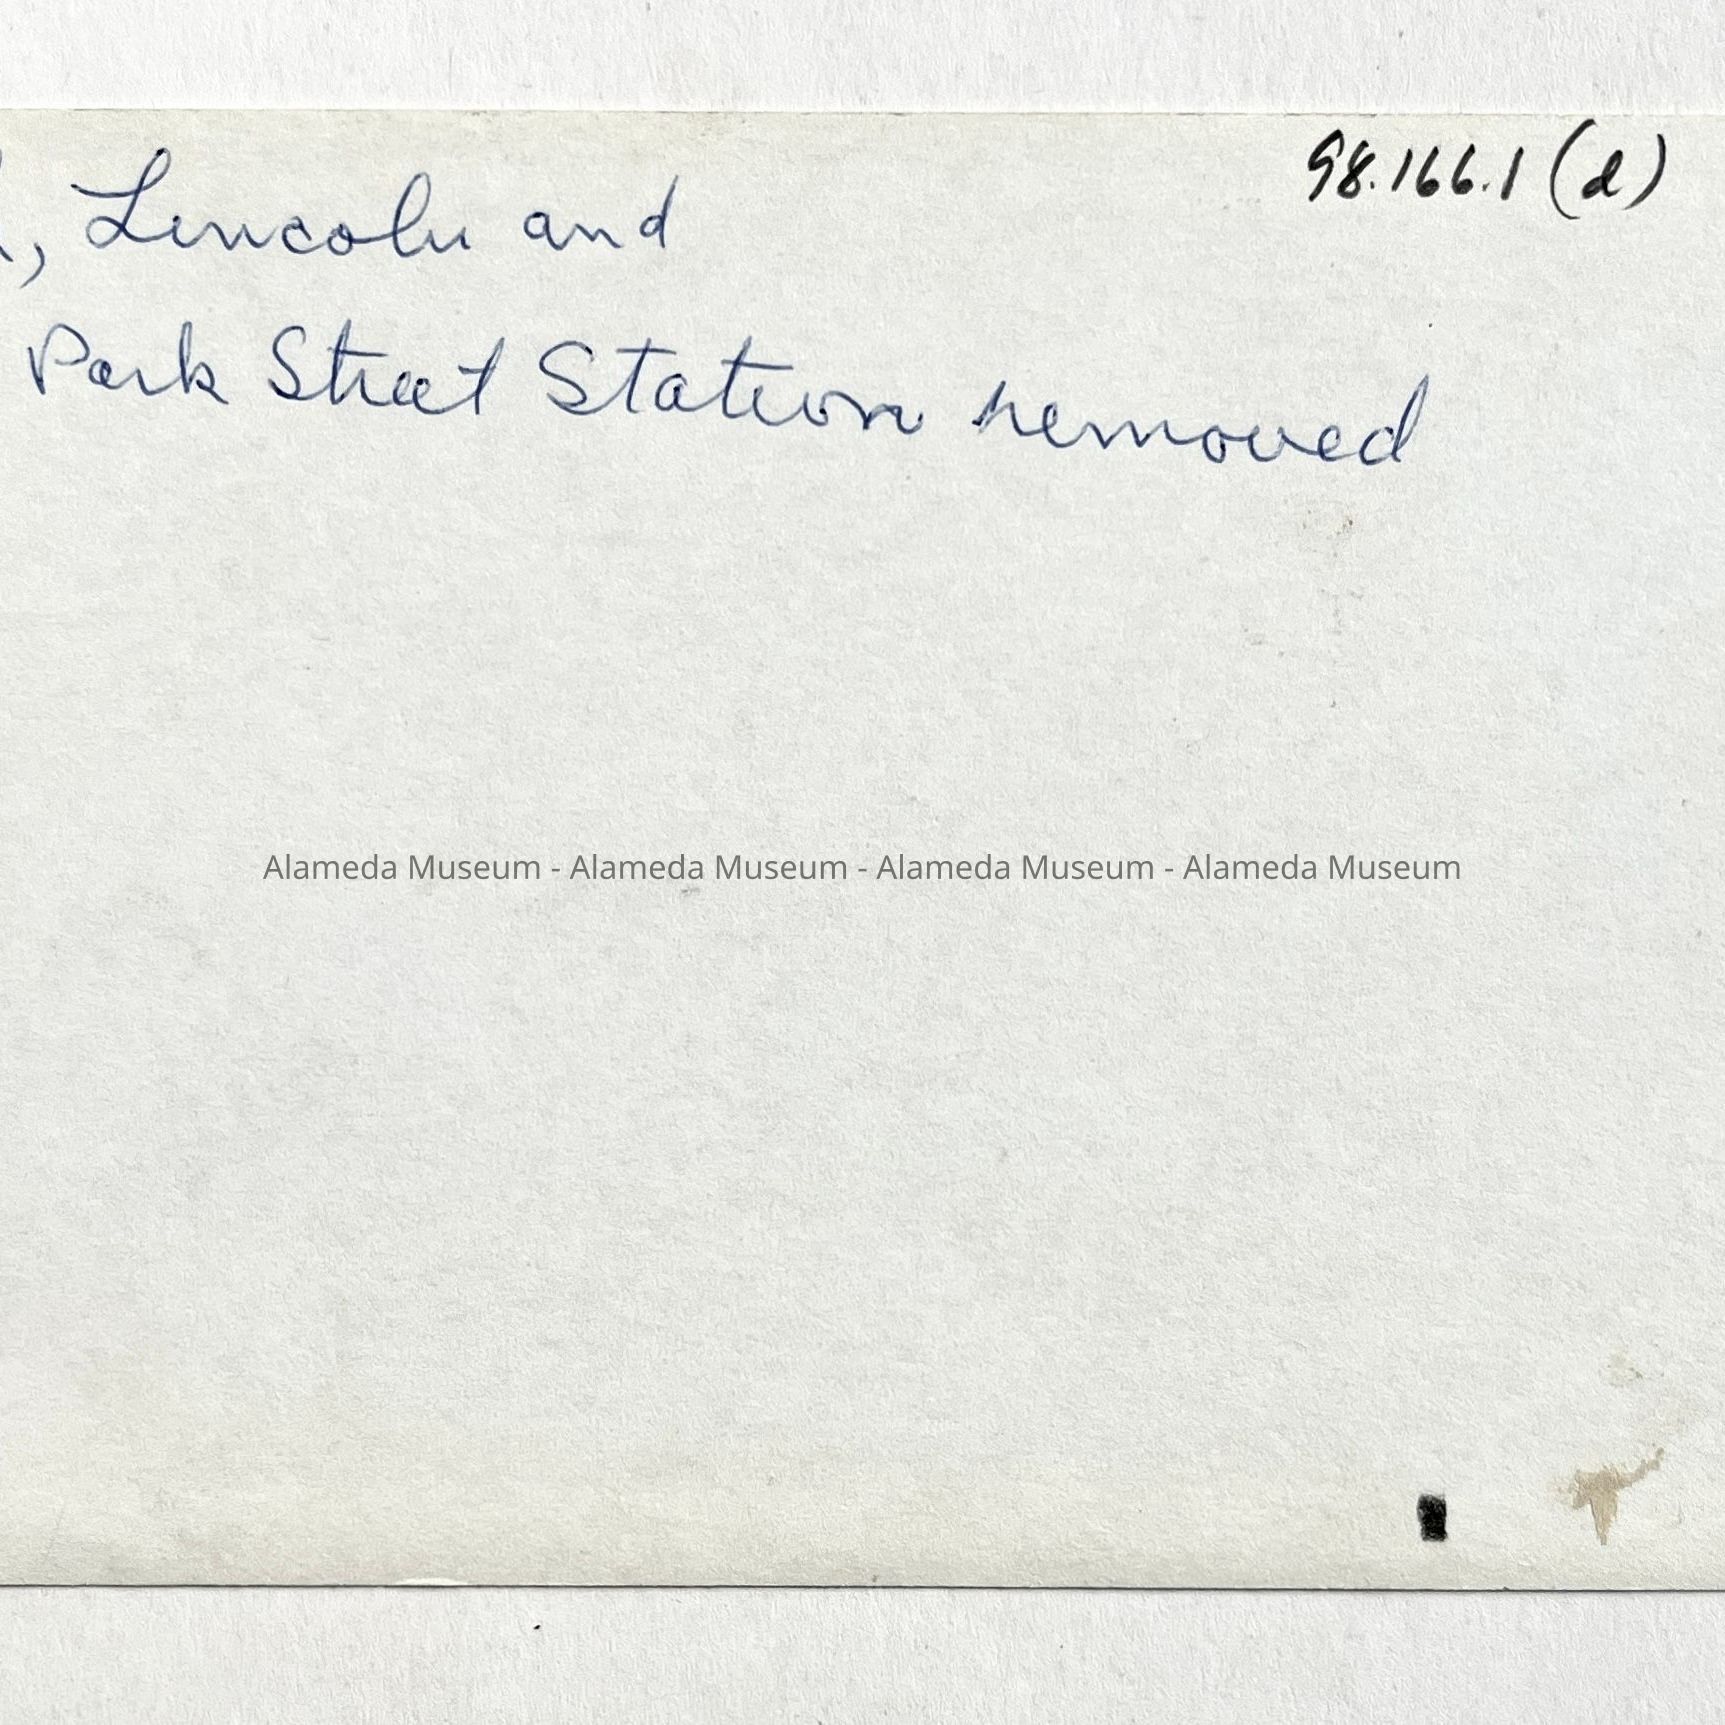 98.166.1 (d)
, Lincoln and
Park Street Station removed
Alameda Museum - Alameda Museum - Alameda Museum - Alameda Museum